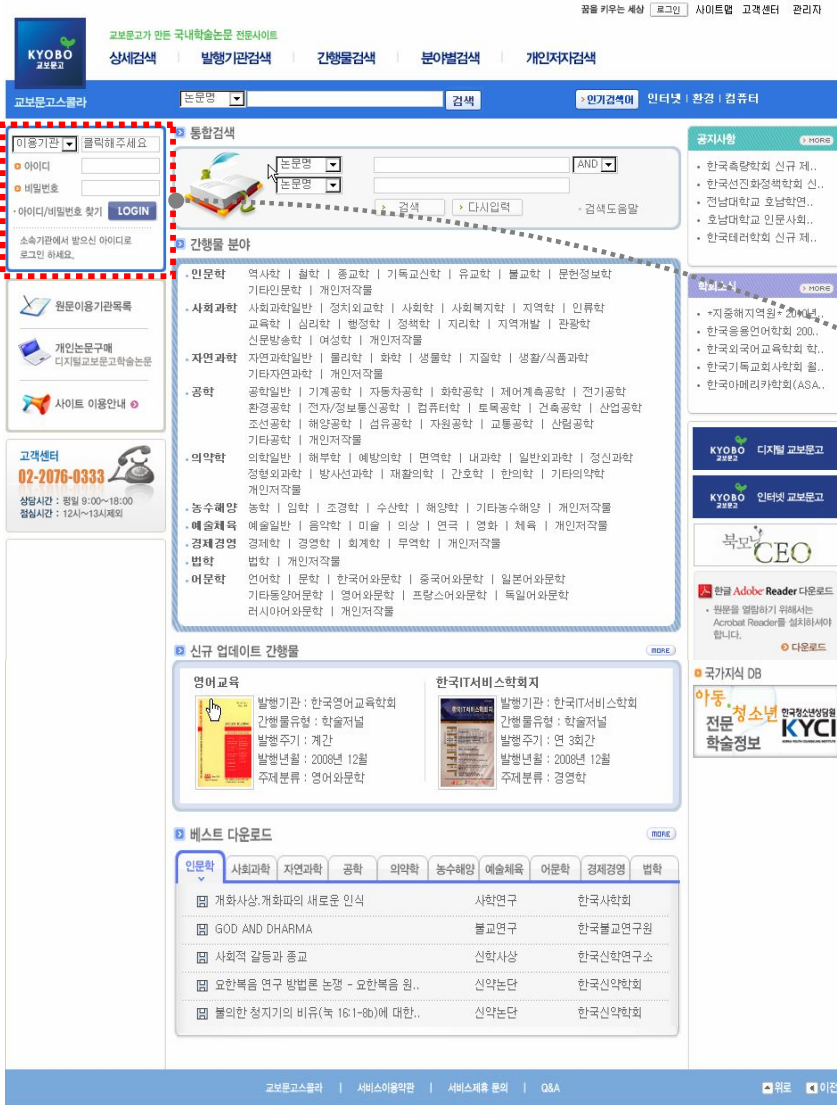 꿈을 키우는 세상 로그인 사이트맵 고객센터 관리자
KYOBO
교보문고
교보문고가 만든 국내학술논문 전문사이트
상세검색 발행기관검색 간행물검색 분야별검색 개인저자검색
교보문고스콜라 논문명 검색 인기검색어 인터넷 | 환경 | 컴퓨터
이용기관 클릭해주세요
아이디
비밀번호
아이디/비밀번호 찾기 LOGIN
소속기관에서 받으신 아이디로
로그인 하세요.
원문이용기관목록
개인논문구매
디지털교보문고학술논문
사이트 이용안내
고객센터
02-2076-0333
상담시간 : 평일 9:00~18:00
점심시간 : 12시~13시제외
통합검색
논문명 AND
논문명
검색 다시입력 검색도움말
간행물 분야
인문학 역사학 | 철학 | 종교학 | 기독교신학 | 유교학 | 불교학 | 문헌정보학
기타인문학 | 개인저작물
사회과학 사회과학일반 | 정치외교학 | 사회학 | 사회복지학 | 지역학 | 인류학
교육학 | 심리학 | 행정학 | 정책학 | 지리학 | 지역개발 | 관광학
신문방송학 | 여성학 | 개인저작물
자연과학 자연과학일반 | 물리학 | 화학 | 생물학 | 지질학 | 생활/식품과학
기타자연과학 | 개인저작물
공학 공학일반 | 기계공학 | 자동차공학 | 화학공학 | 제어계측공학 | 전기공학
환경공학 | 전자/정보통신공학 | 컴퓨터학 | 토목공학 | 건축공학 | 산업공학
조선공학 | 해양공학 | 섬유공학 | 자원공학 | 교통공학 | 산림공학
기타공학 | 개인저작물
의약학 의학일반 | 해부학 | 예방의학 | 면역학 | 내과학 | 일반외과학 | 정신과학
정형외과학 | 방사선과학 | 재활의학 | 간호학 | 한의학 | 기타의약학
개인저작물
농수해양 농학 | 임학 | 조경학 | 수산학 | 해양학 | 기타농수해양 | 개인저작물
예술체육 예술일반 | 음악학 | 미술 | 의상 | 연극 | 영화 | 체육 | 개인저작물
경제경영 경제학 | 경영학 | 회계학 | 무역학 | 개인저작물
법학 법학 | 개인저작물
어문학 언어학 | 문학 | 한국어와문학 | 중국어와문학 | 일본어와문학
기타동양어문학 | 영어와문학 | 프랑스어와문학 | 독일어와문학
러시아어와문학 | 개인저작물
신규 업데이트 간행물 MORE
영어교육
발행기관 : 한국영어교육학회
간행물유형 : 학술저널
발행주기 : 계간
발행년월 : 2008년 12월
주제분류 : 영어와문학
한국IT서비스학회지
발행기관 : 한국IT서비스학회
간행물유형 : 학술저널
발행주기 : 연 3회간
발행년월 : 2008년 12월
주제분류 : 경영학
베스트 다운로드 MORE
인문학 사회과학 자연과학 공학 의약학 농수해양 예술체육 어문학 경제경영 법학
개화사상.개화파의 새로운 인식 사학연구 한국사학회
GOD AND DHARMA 불교연구 한국불교연구원
사회적 갈등과 종교 신학사상 한국신학연구소
요한복음 연구 방법론 논쟁 - 요한복음 원.. 신약논단 한국신약학회
불의한 청지기의 비유(눅 16:1-8b)에 대한.. 신약논단 한국신약학회
공지사항 MORE
한국측량학회 신규 제..
한국선진화정책학회 신..
전남대학교 호남학연..
호남대학교 인문사회..
한국테러학회 신규 제..
학회소식 MORE
*지중해지역원* 2010년..
한국응용언어학회 200..
한국외국어교육학회 학..
한국기독교회사학회 월..
한국아메리카학회(ASA..
KYOBO 교보문고 디지털 교보문고
KYOBO 교보문고 인터넷 교보문고
북모닝 CEO
한글 Adobe Reader 다운로드
원문을 열람하기 위해서는
Acrobat Reader를 설치하셔야
합니다.
다운로드
국가지식 DB
아동.청소년
전문
학술정보
한국청소년상담원
KYCI
교보문고스콜라 | 서비스이용약관 | 서비스제휴 문의 | Q&A
위로 이전